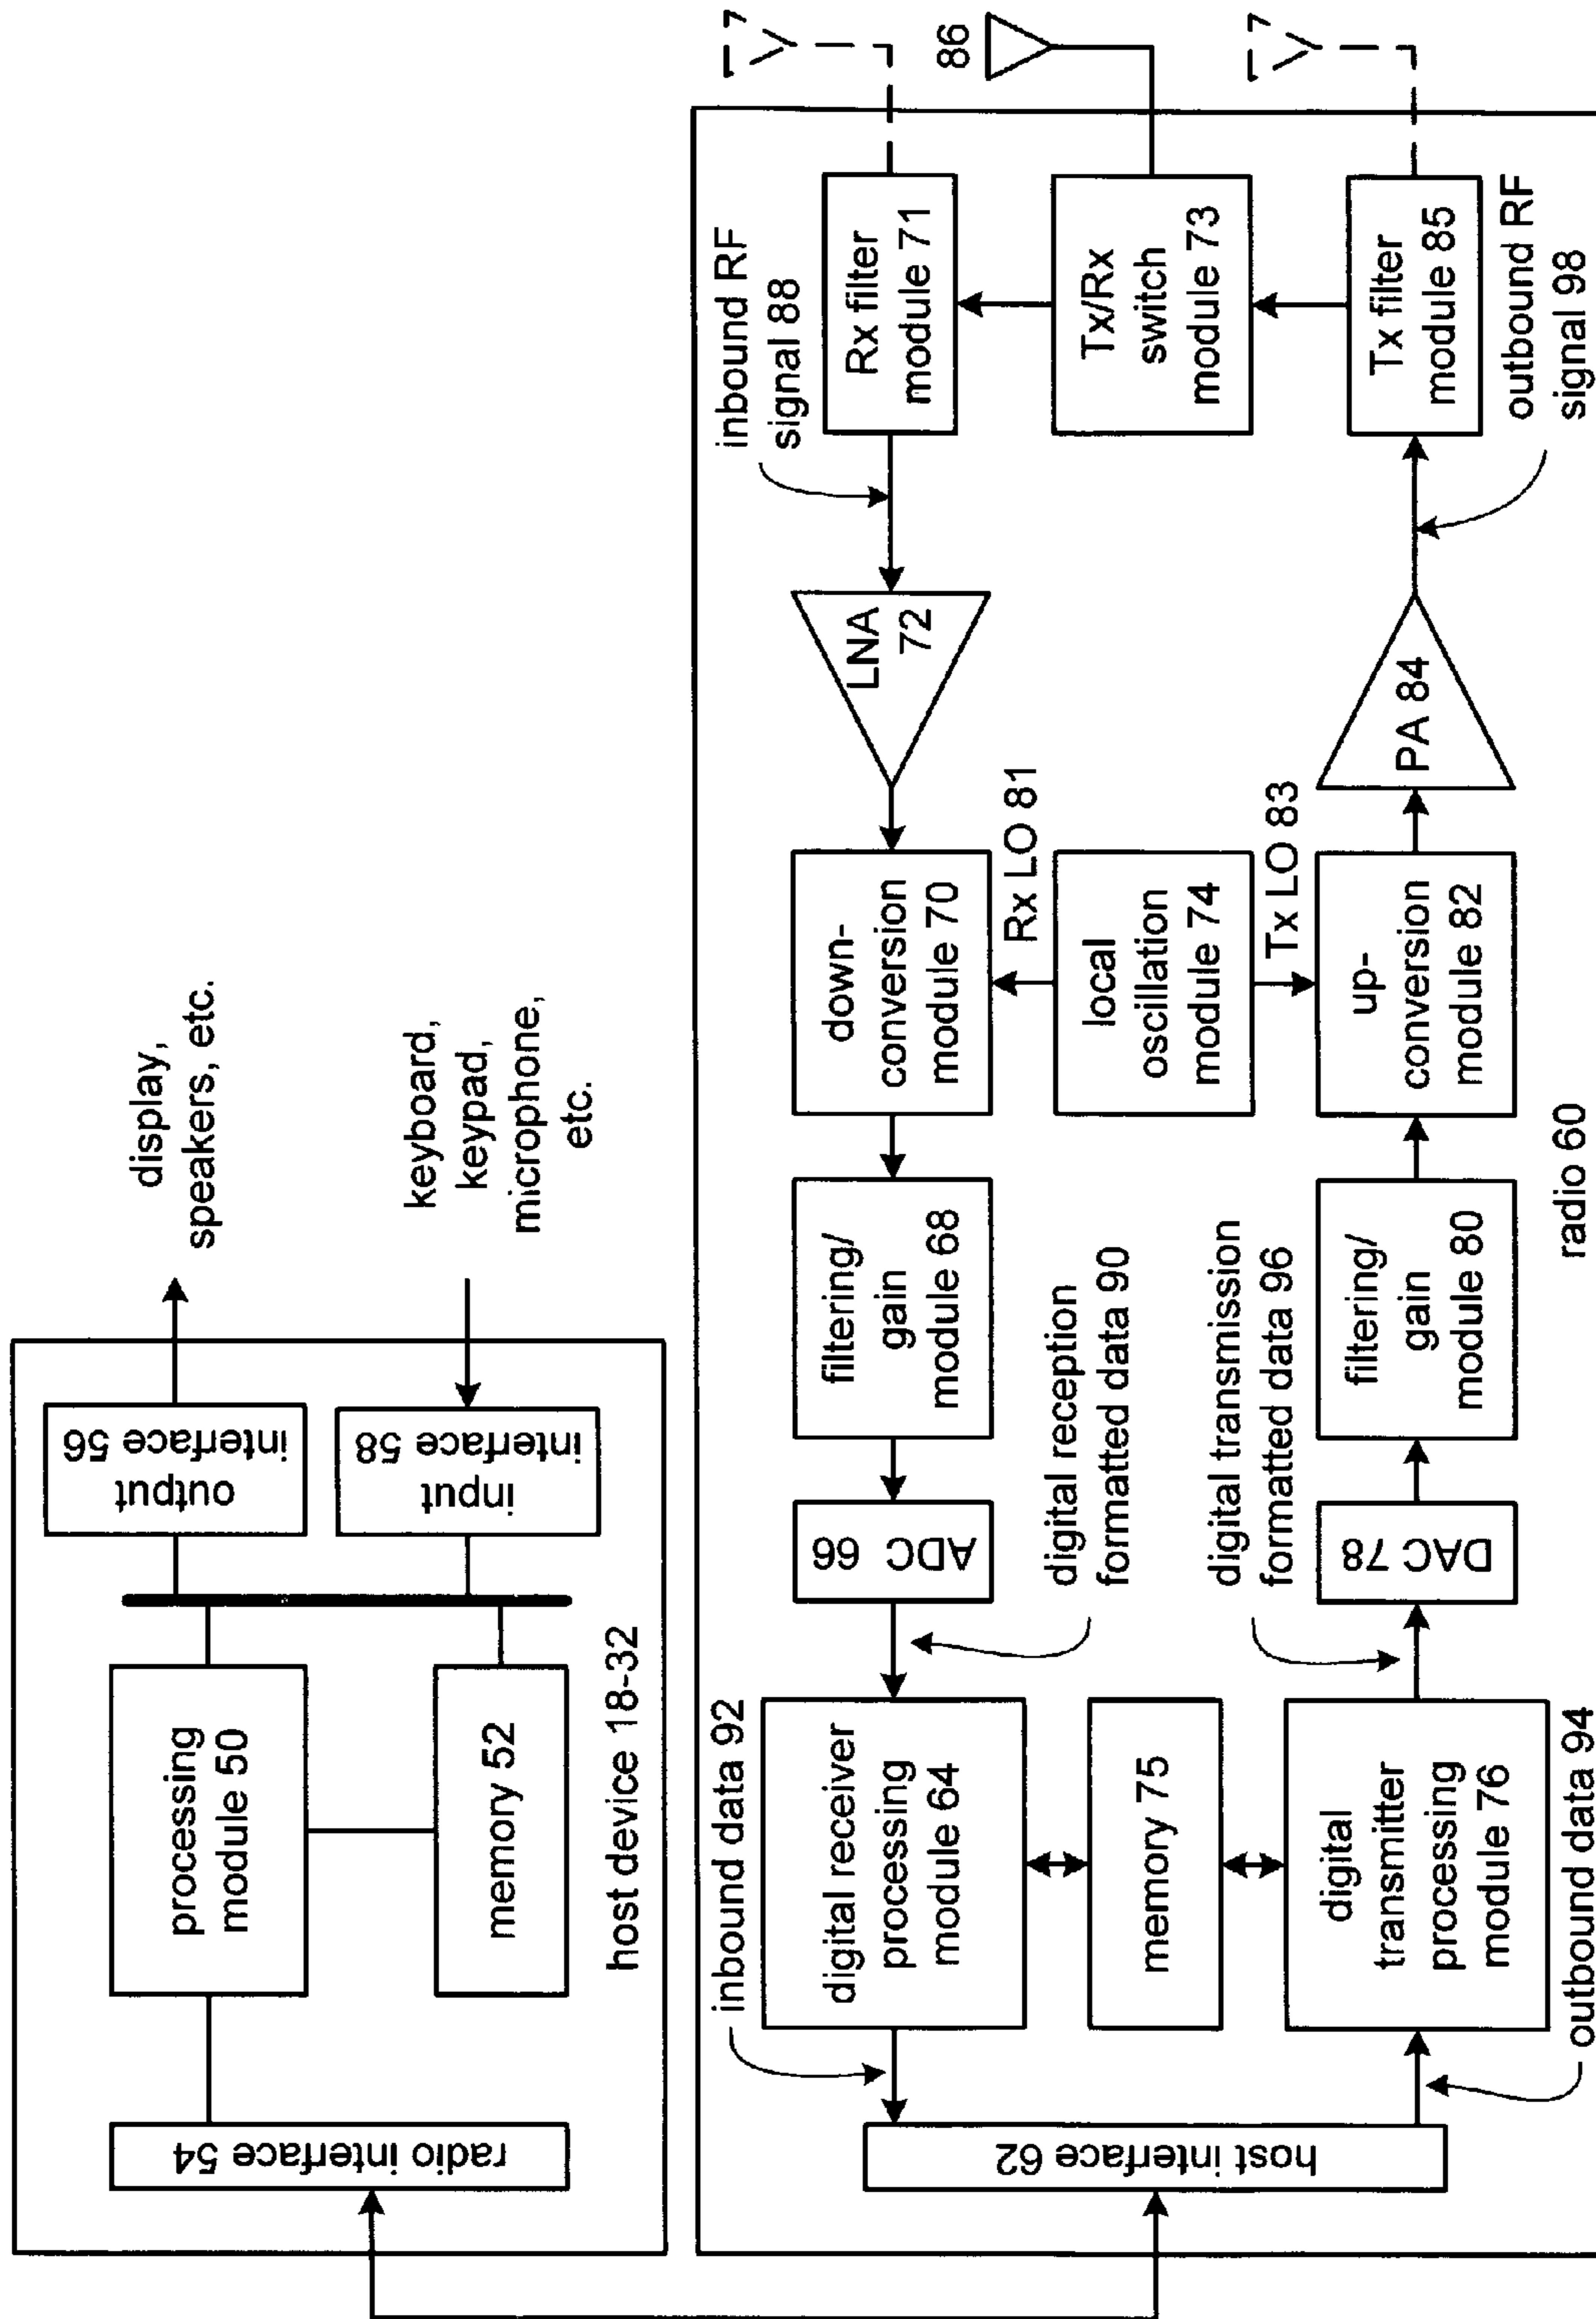 display,
speakers, etc.
keyboard,
keypad,
microphone,
etc.
output
interface 56
input
interface 58
processing
module 50
memory 52
radio interface 54
host device 18-32
inbound data 92
digital receiver
processing
module 64
memory 75
digital
transmitter
processing
module 76
outbound data 94
host interface 62
ADC 66
digital reception
formatted data 90
digital transmission
formatted data 96
DAC 78
filtering/
gain
module 68
filtering/
gain
module 80
down-
conversion
module 70
Rx LO 81
local
oscillation
module 74
Tx LO 83
up-
conversion
module 82
LNA
72
PA 84
inbound RF
signal 88
Rx filter
module 71
Tx/Rx
switch
module 73
Tx filter
module 85
outbound RF
signal 98
86
radio 60